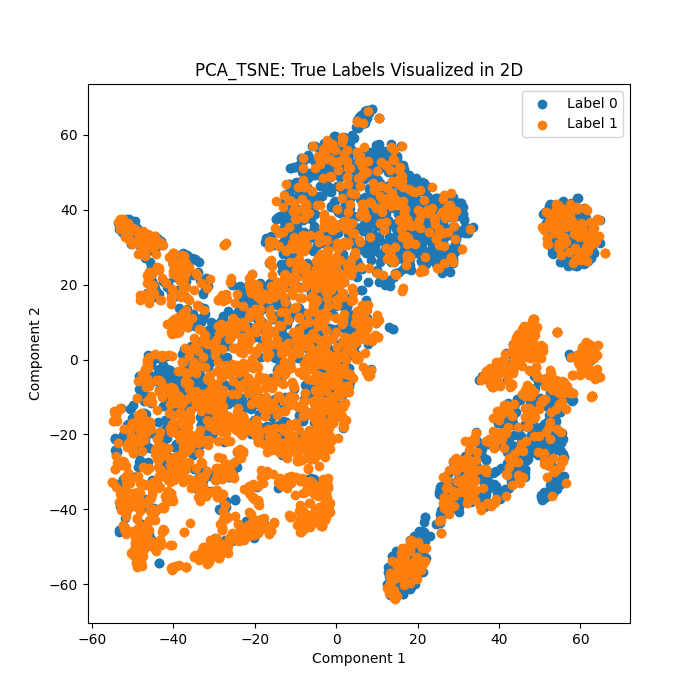 PCA_TSNE: True Labels Visualized in 2D
Label 0
Label 1
Component 2
60
40
20
0
−20
−40
−60
−60
−40
−20
0
20
40
60
Component 1